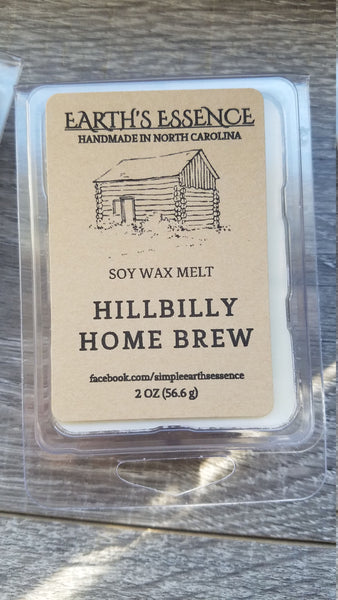 EARTH'S ESSENCE
HANDMADE IN NORTH CAROLINA
SOY WAX MELT
HILLBILLY
HOME BREW
facebook.com/simpleearthsessence
2 OZ (56.6 g)